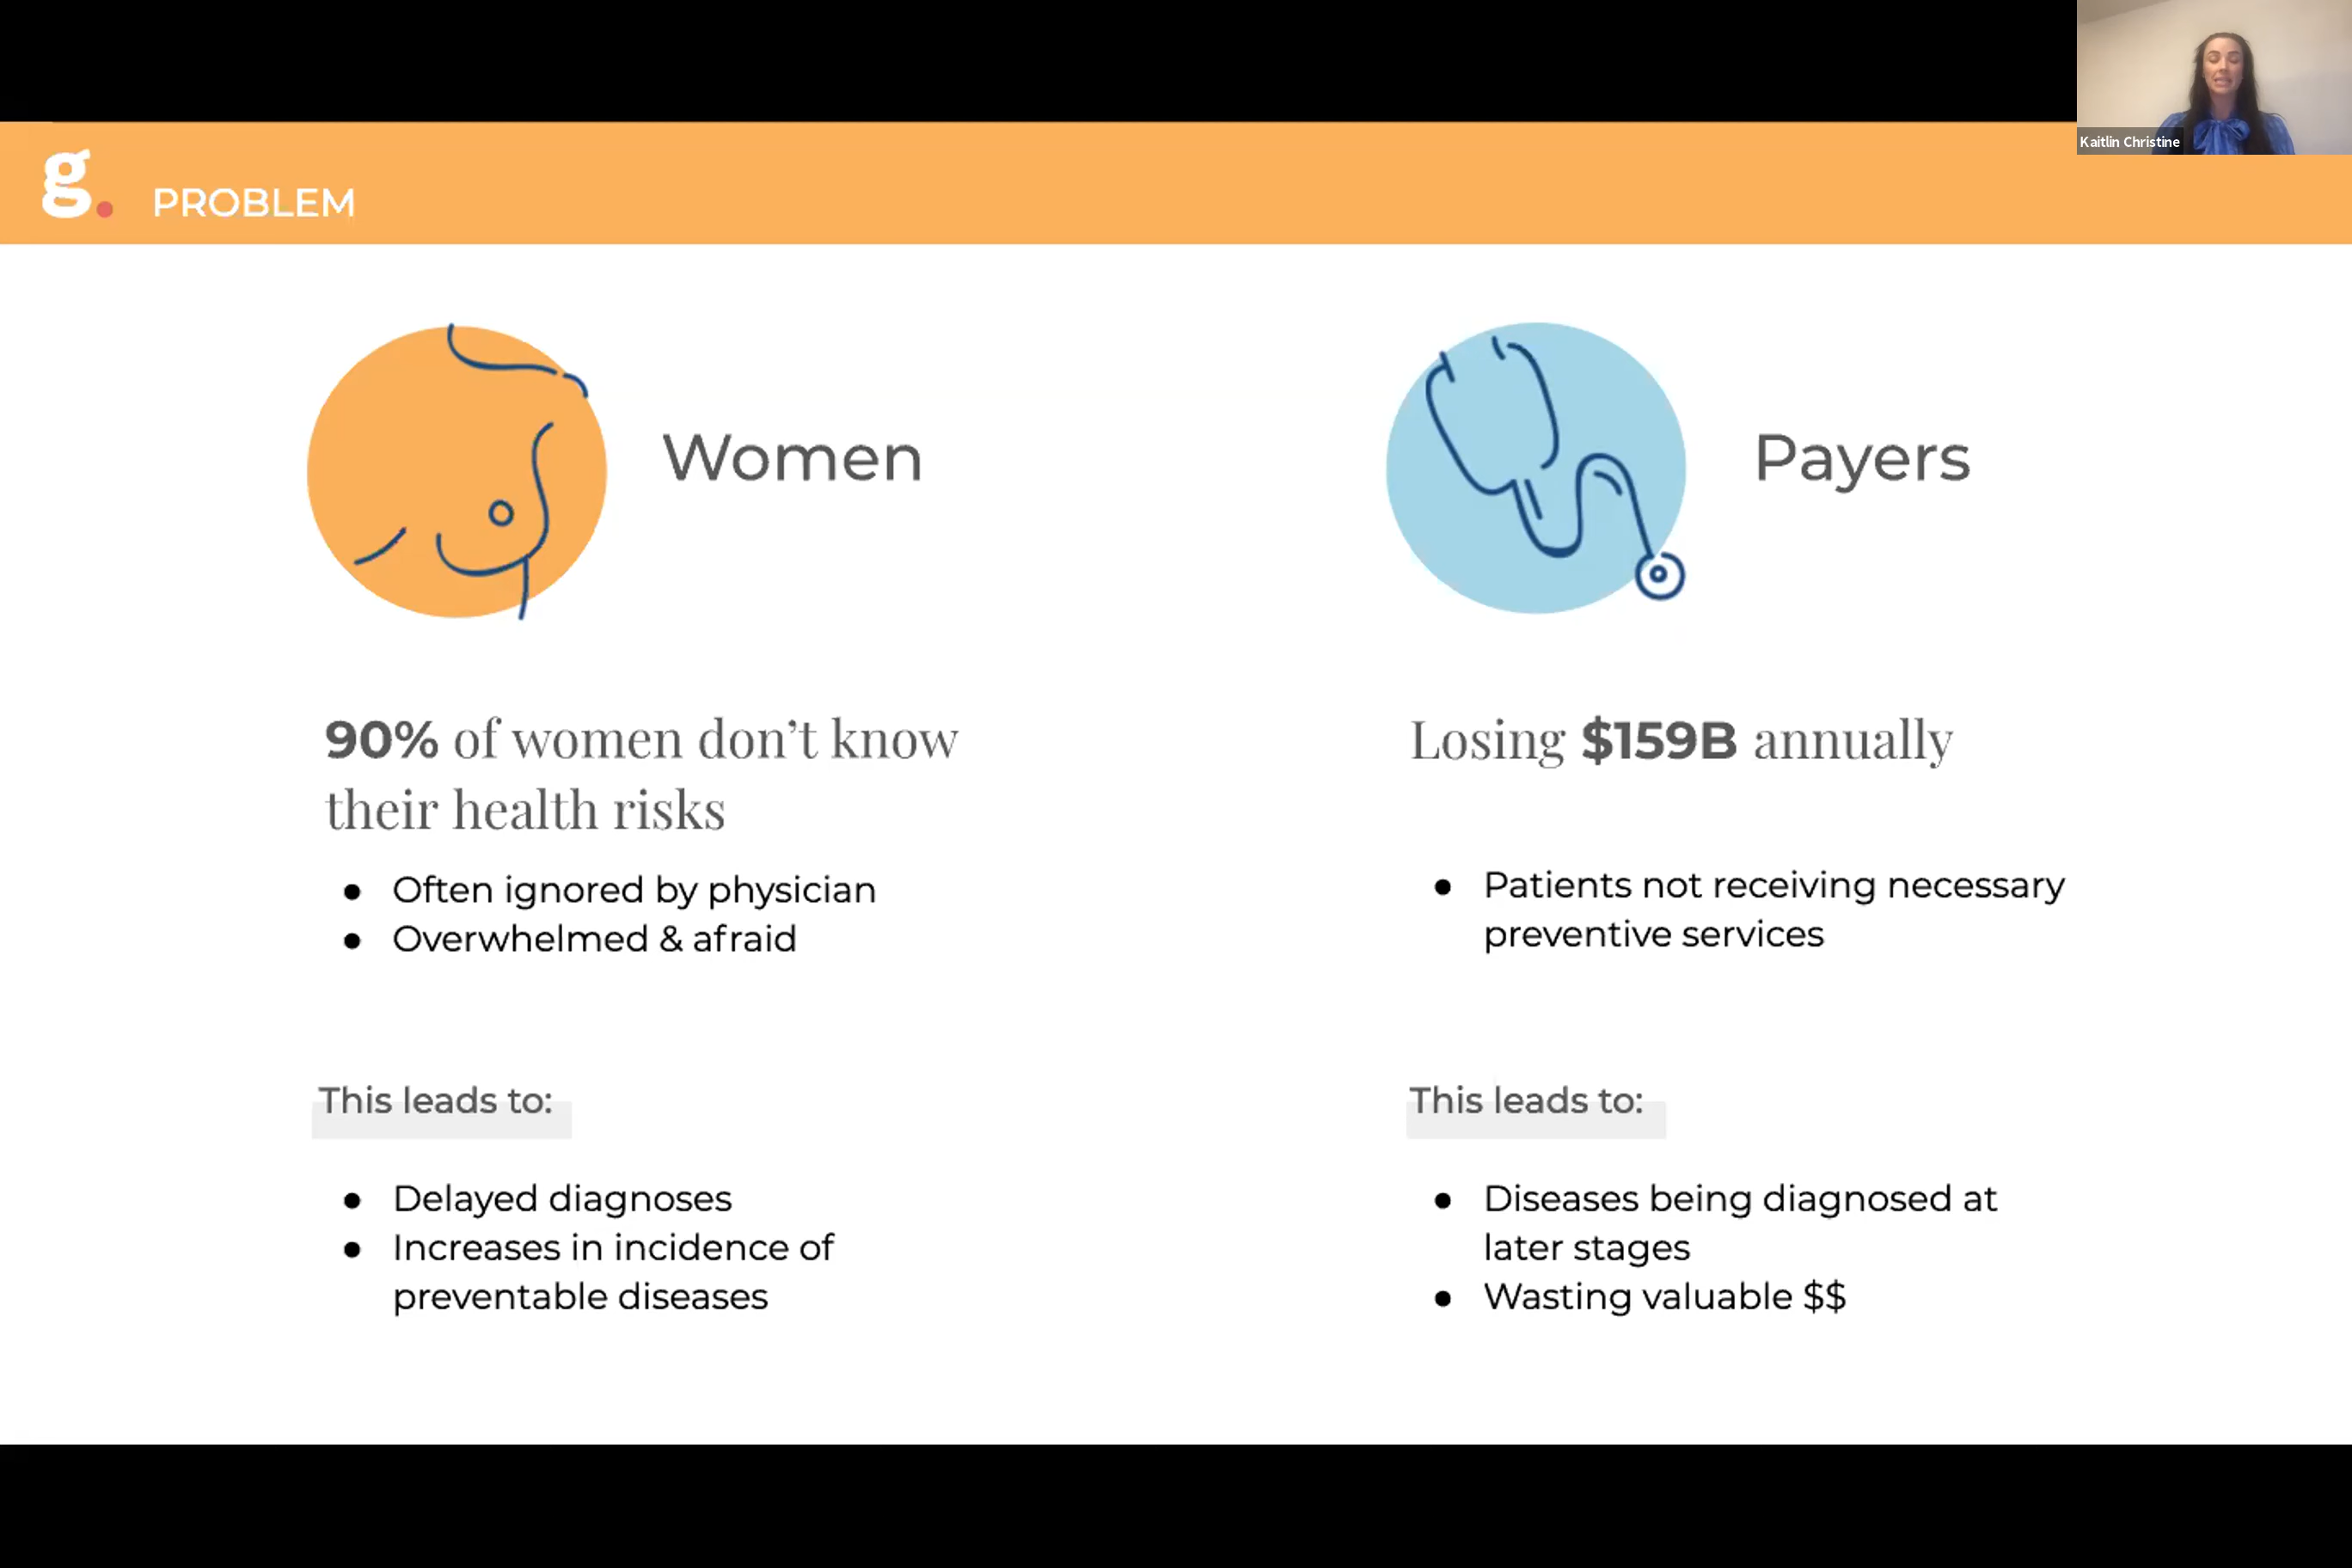 Kaitlin Christine
g.
PROBLEM
Women
90% of women don't know
their health risks
● Often ignored by physician
● Overwhelmed & afraid
This leads to:
● Delayed diagnoses
● Increases in incidence of
preventable diseases
Payers
Losing $159B annually
● Patients not receiving necessary
preventive services
This leads to:
● Diseases being diagnosed at
later stages
● Wasting valuable $$